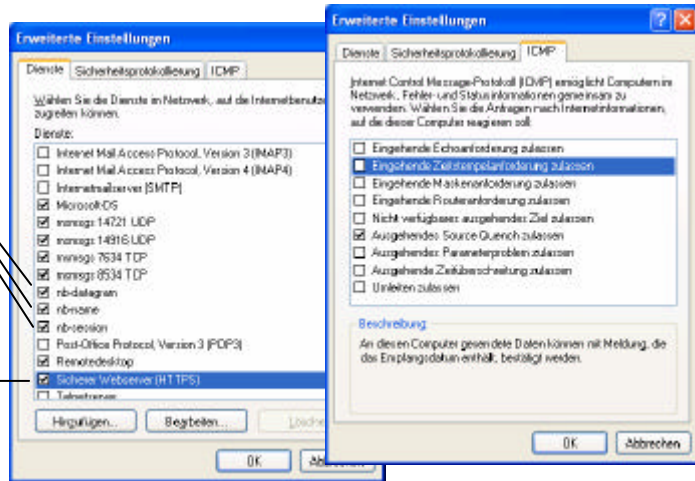 Erweiterte Einstellungen
Dienste Sicherheitsprotokollierung ICMP
Wählen Sie die Dienste im Netzwerk, auf die Internetbenutze
zugreifen können.
Dienste:
Internet Mail Access Protocol, Version 3 (IMAP3)
Internet Mail Access Protocol, Version 4 (IMAP4)
Internetmailserver (SMTP)
Microsoft-DS
msmsgs 14721 UDP
msmsgs 14916 UDP
msmsgs 7634 TCP
msmsgs 8534 TCP
nb-datagram
nb-name
nb-session
Post-Office Protocol, Version 3 (POP3)
Remotedesktop
Sicherer Webserver (HTTPS)
Telnetserver
Hinzufügen... Bearbeiten... Lösche
OK Abbrechen
Erweiterte Einstellungen
Dienste Sicherheitsprotokollierung ICMP
Internet Control Message-Protokoll (ICMP) ermöglicht Computern im
Netzwerk, Fehler- und Statusinformationen gemeinsam zu
verwenden. Wählen Sie die Anfragen nach Internetinformationen,
auf die dieser Computer reagieren soll:
Eingehende Echoanforderung zulassen
Eingehende Zeitstempelanforderung zulassen
Eingehende Maskenanforderung zulassen
Eingehende Routeranforderung zulassen
Nicht verfügbares ausgehendes Ziel zulassen
Ausgehendes Source Quench zulassen
Ausgehendes Parameterproblem zulassen
Ausgehende Zeitüberschreitung zulassen
Umleiten zulassen
Beschreibung:
An diesen Computer gesendete Daten können mit Meldung, die
das Empfangsdatum enthält, bestätigt werden.
OK Abbrechen